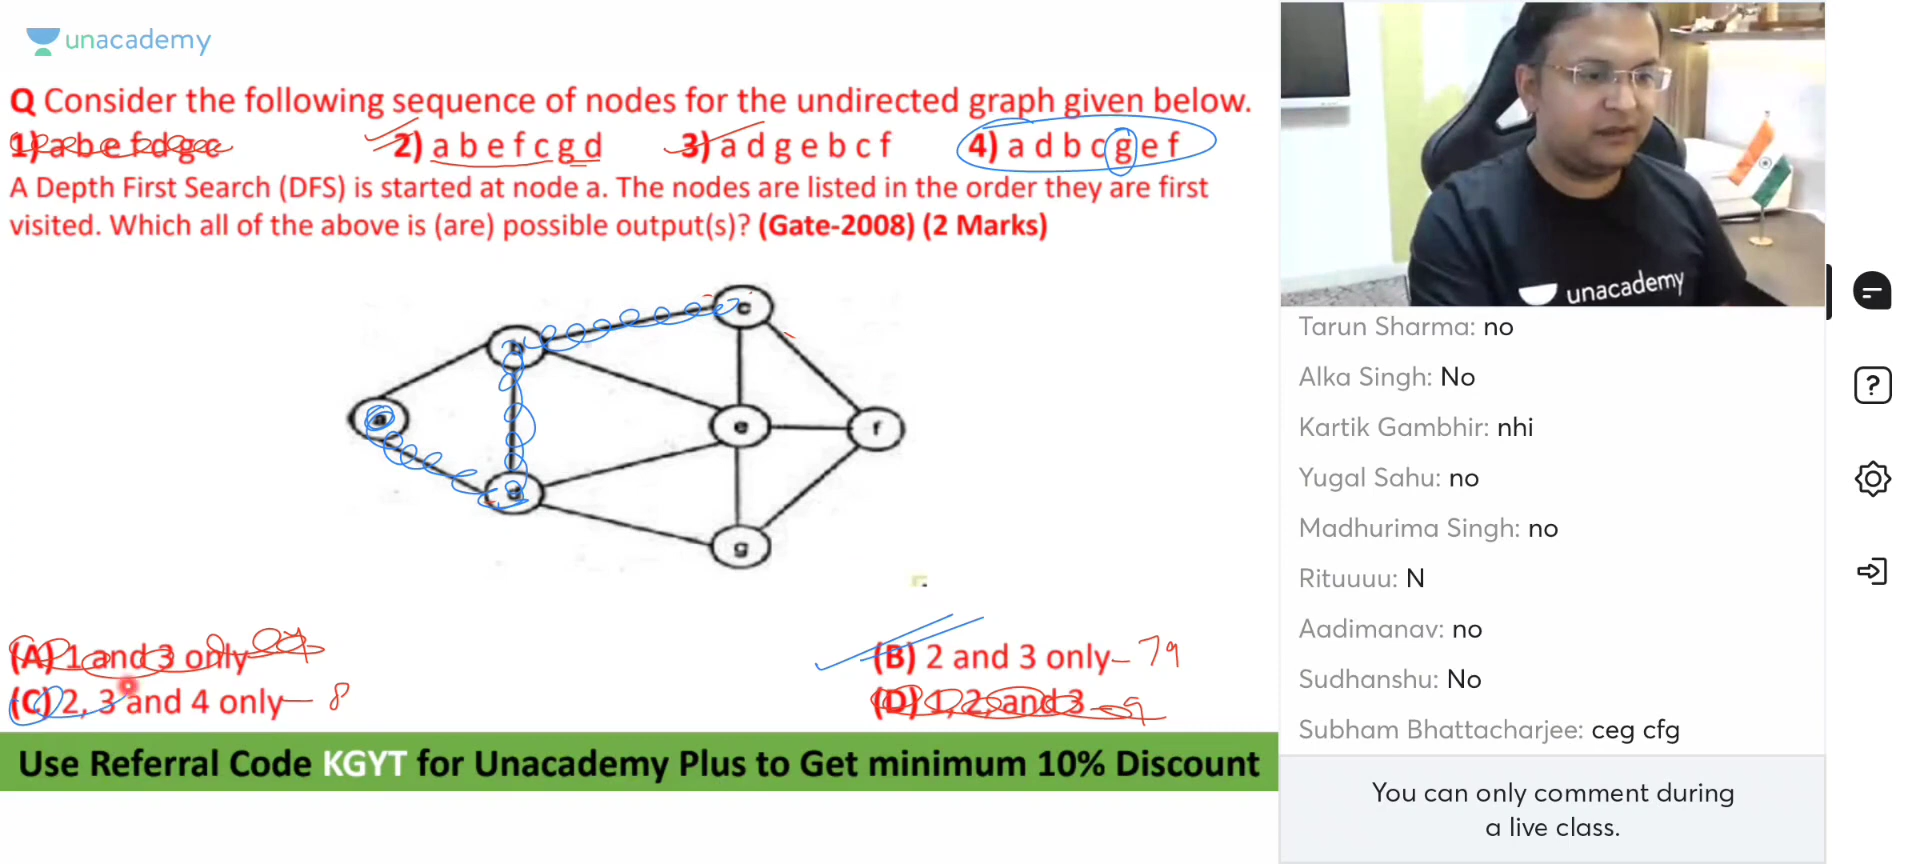 unacademy
Q Consider the following sequence of nodes for the undirected graph given below.
1) a b e f d g c 2) a b e f c g d 3) a d g e b c f 4) a d b c g e f
A Depth First Search (DFS) is started at node a. The nodes are listed in the order they are first
visited. Which all of the above is (are) possible output(s)? (Gate-2008) (2 Marks)
c
b
a
e
f
d
g
(A) 1 and 3 only (B) 2 and 3 only– 79
(C) 2, 3 and 4 only– 8 (D) 1, 2, and 3
Use Referral Code KGYT for Unacademy Plus to Get minimum 10% Discount
unacademy
Tarun Sharma: no
Alka Singh: No
Kartik Gambhir: nhi
Yugal Sahu: no
Madhurima Singh: no
Rituuuu: N
Aadimanav: no
Sudhanshu: No
Subham Bhattacharjee: ceg cfg
You can only comment during
a live class.
?